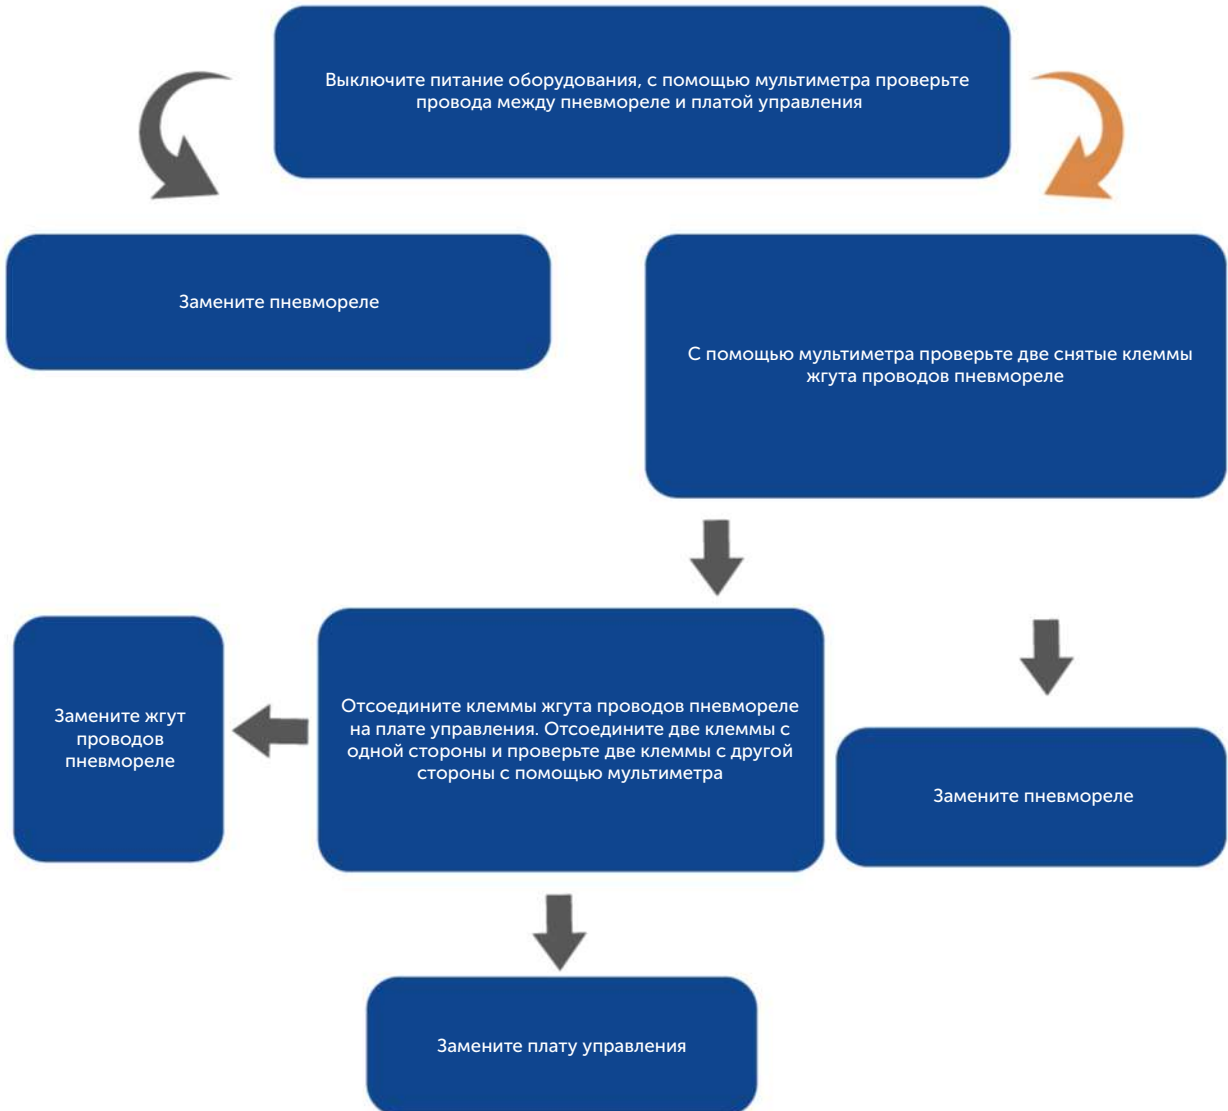 Выключите питание оборудования, с помощью мультиметра проверьте
провода между пневмореле и платой управления
Замените пневмореле
С помощью мультиметра проверьте две снятые клеммы
жгута проводов пневмореле
Замените жгут
проводов
пневмореле
Отсоедините клеммы жгута проводов пневмореле
на плате управления. Отсоедините две клеммы с
одной стороны и проверьте две клеммы с другой
стороны с помощью мультиметра
Замените пневмореле
Замените плату управления